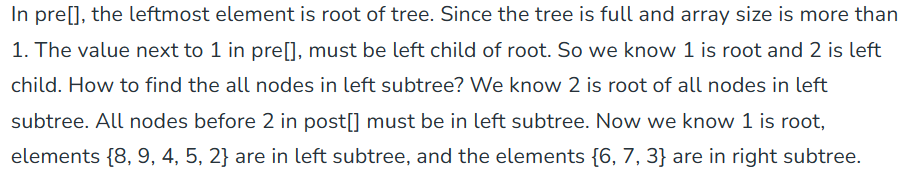 In pre[], the leftmost element is root of tree. Since the tree is full and array size is more than
1. The value next to 1 in pre[], must be left child of root. So we know 1 is root and 2 is left
child. How to find the all nodes in left subtree? We know 2 is root of all nodes in left
subtree. All nodes before 2 in post[] must be in left subtree. Now we know 1 is root,
elements {8, 9, 4, 5, 2} are in left subtree, and the elements {6, 7, 3} are in right subtree.